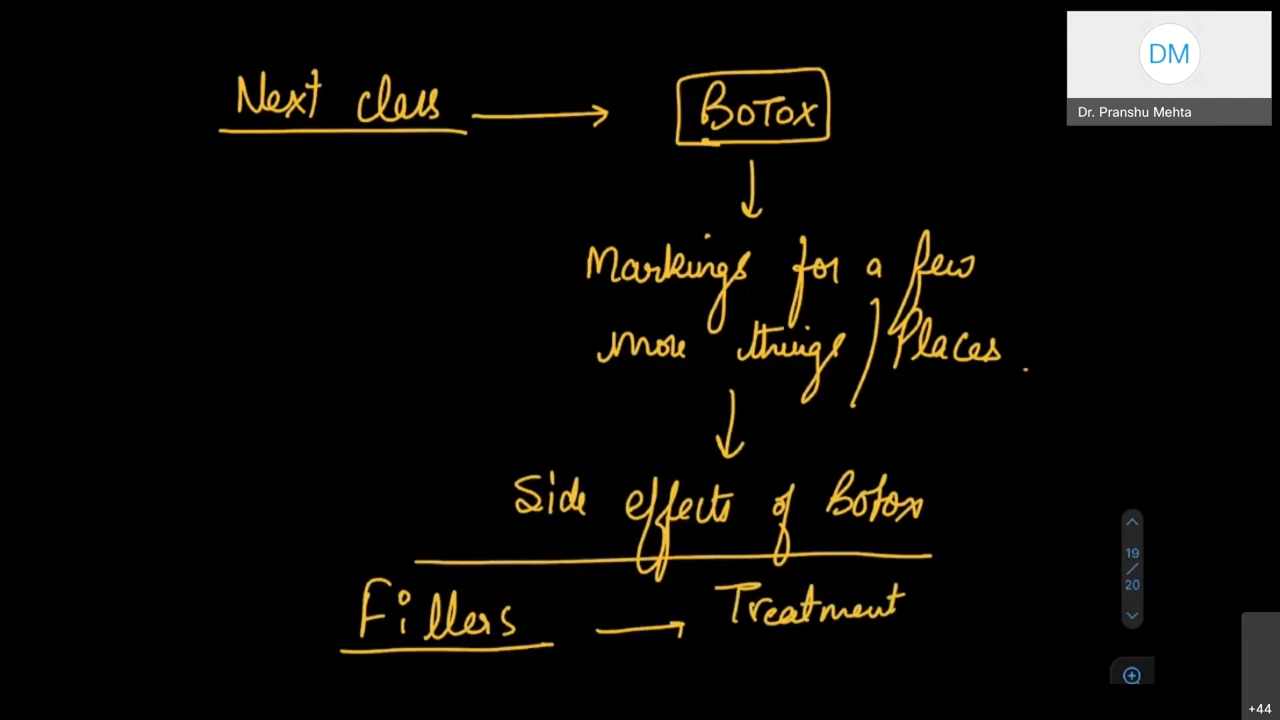 DM
Dr. Pranshu Mehta
Next class → BOTOX
↓
Markings for a few
more things / Places.
↓
Side effects of Botox
Fillers → Treatment
19
/
20
+44